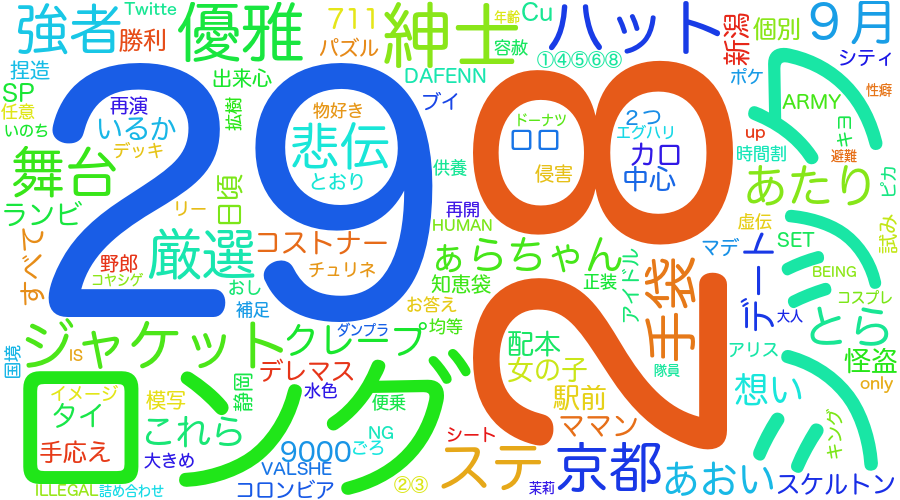 Twitte
Cu
年齢
強者
優雅
紳士
ハット
9月
勝利
711
パズル
容赦
①④⑤⑥⑧
新潟
個別
シティ
捏造
出来心
DAFENN
ポケ
性癖
SP
29
28
ミク
任意
再演
物好き
ブイ
ドーナツ
2つ
ARMY
いのち
いるか
拡樹
悲伝
ロロ
エグハリ
up
キョ
デッキ
カロ
時間割
避難
舞台
とおり
供養
侵害
中心
あたり
ピカ
日頃
ランビ
リー
再開
HUMAN
虚伝
試み
すべて
厳選
コストナー
ぁらちゃん
マデ
SET
野郎
チュリネ
知恵袋
正装
アイドル
手袋
デート
BEING
コヤシゲ
おし
補足
お答え
コスプレ
大人
とら
ジャケット
ダンプラ
均等
クレープ
配本
国境
IS
デレマス
女の子
隊員
アリス
怪盗
only
ロング
イメージ
水色
静岡
模写
便乗
駅前
想い
タイ
これら
NG
ママン
キング
手応え
大きめ
9000
ごろ
シート
ステ
京都
VALSHE
あおい
スケルトン
ILLEGAL
詰め合わせ
コロンビア
②③
茉莉